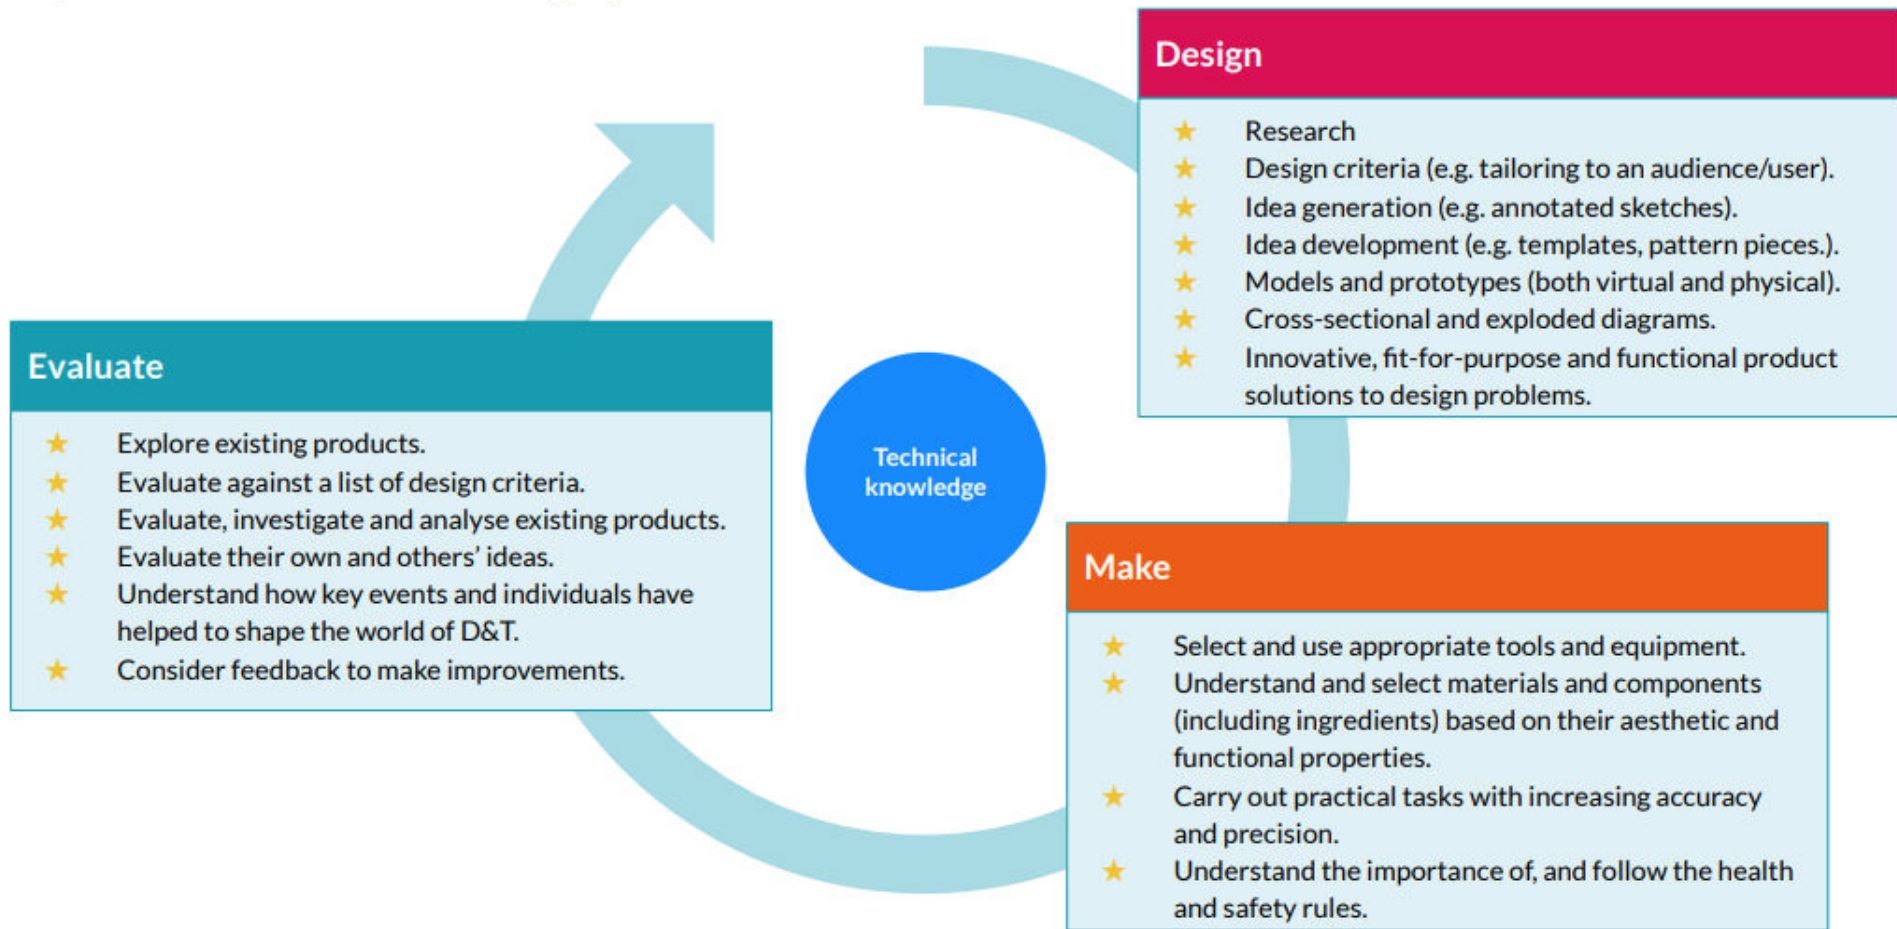 Design
★ Research
★ Design criteria (e.g. tailoring to an audience/user).
★ Idea generation (e.g. annotated sketches).
★ Idea development (e.g. templates, pattern pieces.).
★ Models and prototypes (both virtual and physical).
★ Cross-sectional and exploded diagrams.
★ Innovative, fit-for-purpose and functional product
solutions to design problems.
Evaluate
★ Explore existing products.
★ Evaluate against a list of design criteria.
★ Evaluate, investigate and analyse existing products.
★ Evaluate their own and others’ ideas.
★ Understand how key events and individuals have
helped to shape the world of D&T.
★ Consider feedback to make improvements.
Technical
knowledge
Make
★ Select and use appropriate tools and equipment.
★ Understand and select materials and components
(including ingredients) based on their aesthetic and
functional properties.
★ Carry out practical tasks with increasing accuracy
and precision.
★ Understand the importance of, and follow the health
and safety rules.